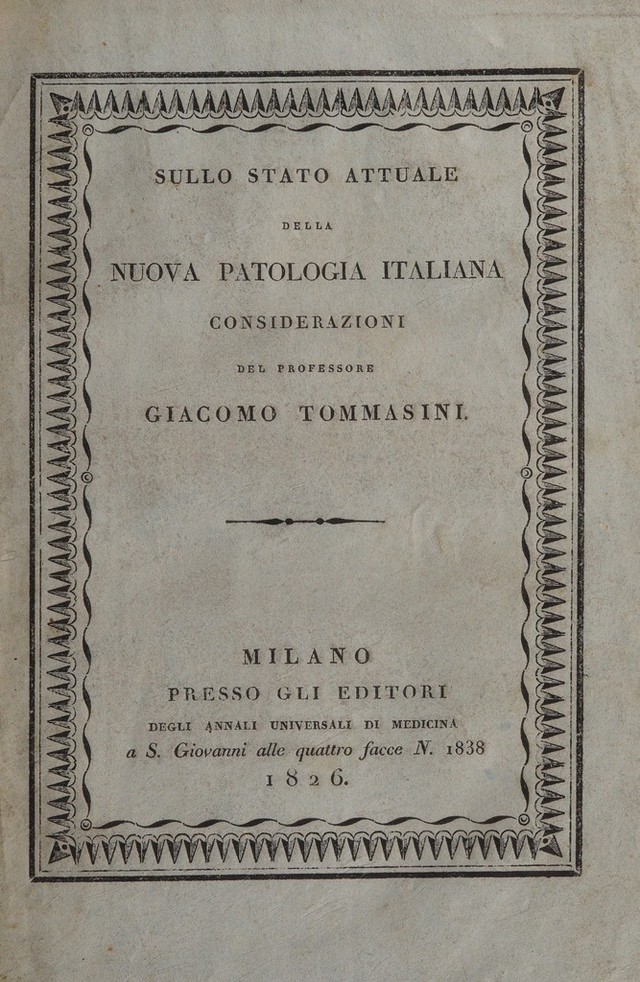 SULLO STATO ATTUALE
DELLA
NUOVA PATOLOGIA ITALIANA
CONSIDERAZIONI
DEL PROFESSORE
GIACOMO TOMMASINI.
MILANO
PRESSO GLI EDITORI
DEGLI ANNALI UNIVERSALI DI MEDICINA
a S. Giovanni alle quattro facce N. 1838
1826.